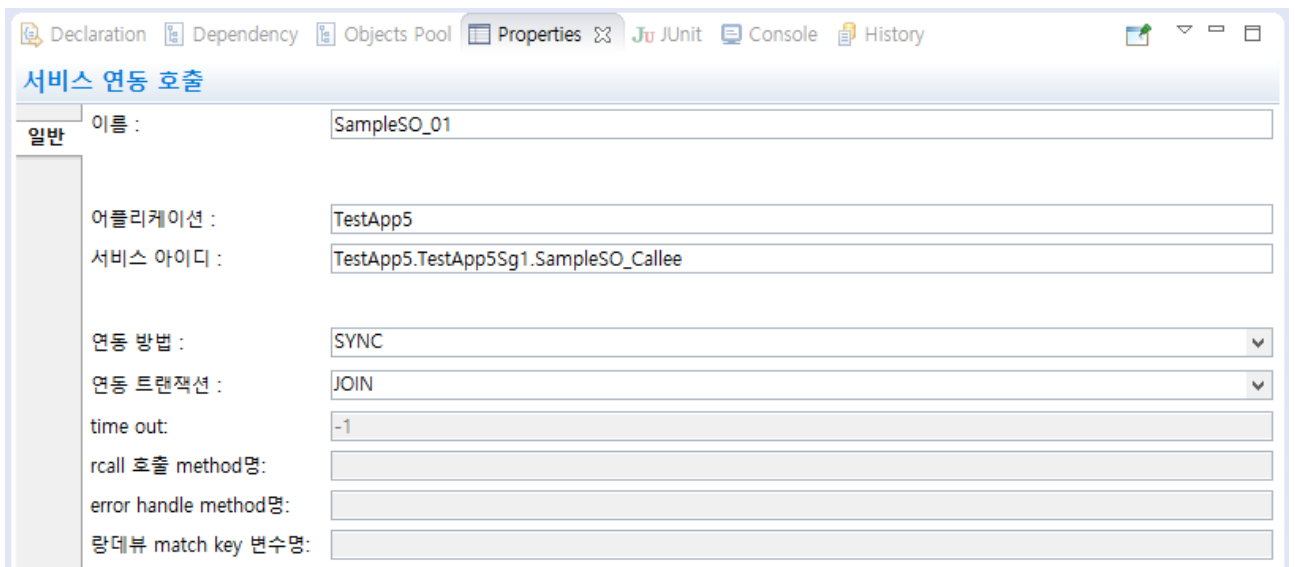 Declaration Dependency Objects Pool Properties JUnit Console History
서비스 연동 호출
일반
이름 : SampleSO_01
어플리케이션 : TestApp5
서비스 아이디 : TestApp5.TestApp5Sg1.SampleSO_Callee
연동 방법 : SYNC
연동 트랜잭션 : JOIN
time out: -1
rcall 호출 method명:
error handle method명:
랑데뷰 match key 변수명: